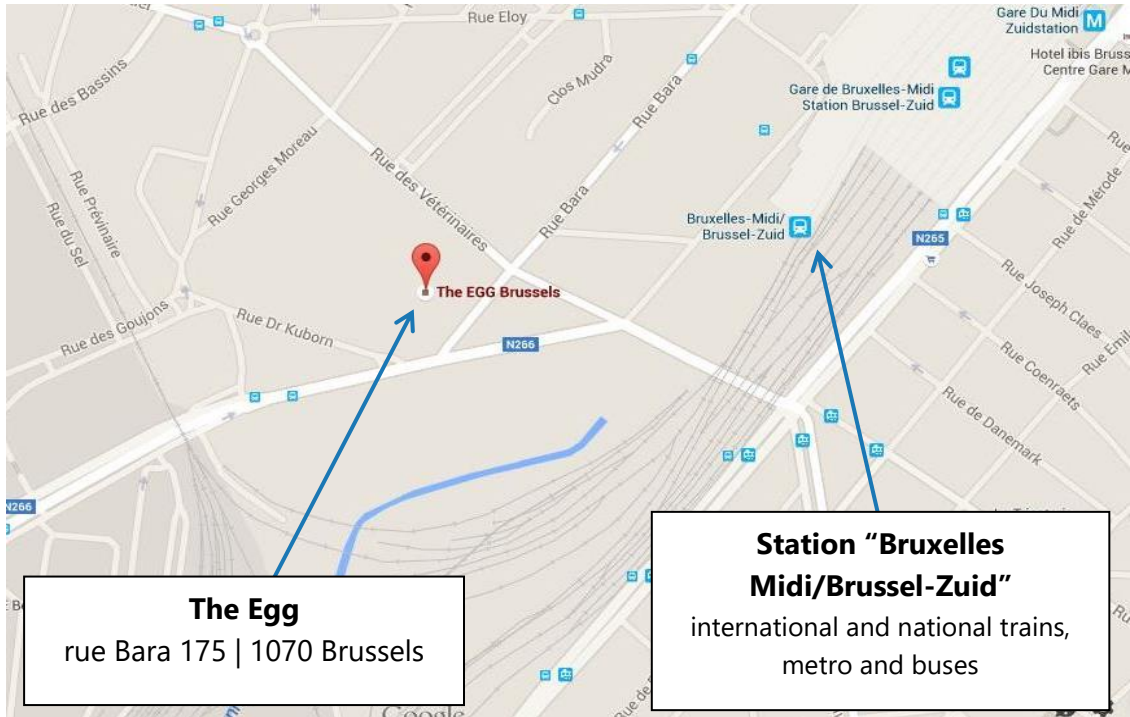 Rue Eloy
Gare Du Midi
Zuidstation
M
Hotel ibis Bruss
Centre Gare M
Rue des Bassins
Clos Mudra
Rue Bara
Gare de Bruxelles-Midi
Station Brussel-Zuid
Rue
Rue Georges Moreau
Rue des Vétérinaires
Rue Prévinaire
Rue du Sel
Rue Bara
Bruxelles-Midi/
Brussel-Zuid
Rue de Mérode
N265
The EGG Brussels
Rue Joseph Claes
Rue des Goujons
Rue Dr Kuborn
N266
Rue Emil
Rue Coenraets
Rue de Danemark
N266
Station “Bruxelles
Midi/Brussel-Zuid”
international and national trains,
metro and buses
The Egg
rue Bara 175 | 1070 Brussels
Rue de
Google